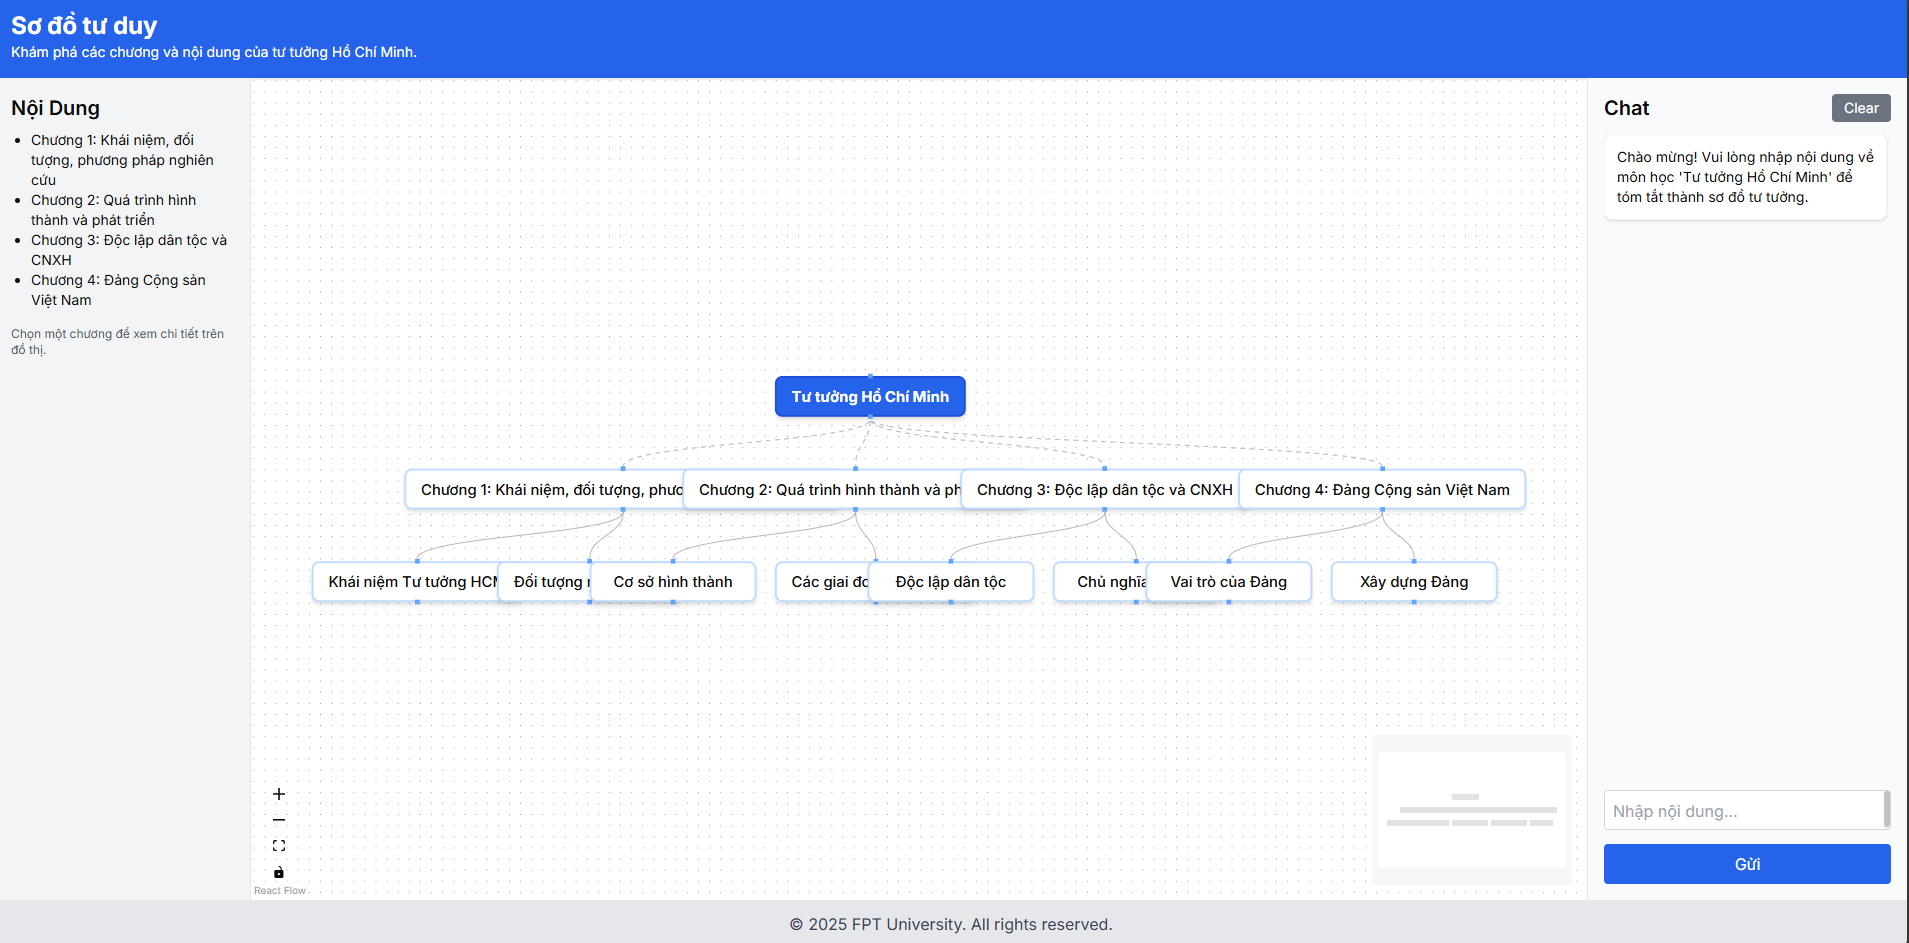 Sơ đồ tư duy
Khám phá các chương và nội dung của tư tưởng Hồ Chí Minh.
Nội Dung
Chương 1: Khái niệm, đối
tượng, phương pháp nghiên
cứu
Chương 2: Quá trình hình
thành và phát triển
Chương 3: Độc lập dân tộc và
CNXH
Chương 4: Đảng Cộng sản
Việt Nam
Chọn một chương để xem chi tiết trên
đồ thị.
Tư tưởng Hồ Chí Minh
Chương 1: Khái niệm, đối tượng, phươ
Chương 2: Quá trình hình thành và ph
Chương 3: Độc lập dân tộc và CNXH
Chương 4: Đảng Cộng sản Việt Nam
Khái niệm Tư tưởng HCM
Đối tượng
Cơ sở hình thành
Các giai đo
Độc lập dân tộc
Chủ nghĩa
Vai trò của Đảng
Xây dựng Đảng
React Flow
Chat
Clear
Chào mừng! Vui lòng nhập nội dung về
môn học 'Tư tưởng Hồ Chí Minh' để
tóm tắt thành sơ đồ tư tưởng.
Nhập nội dung...
Gửi
© 2025 FPT University. All rights reserved.